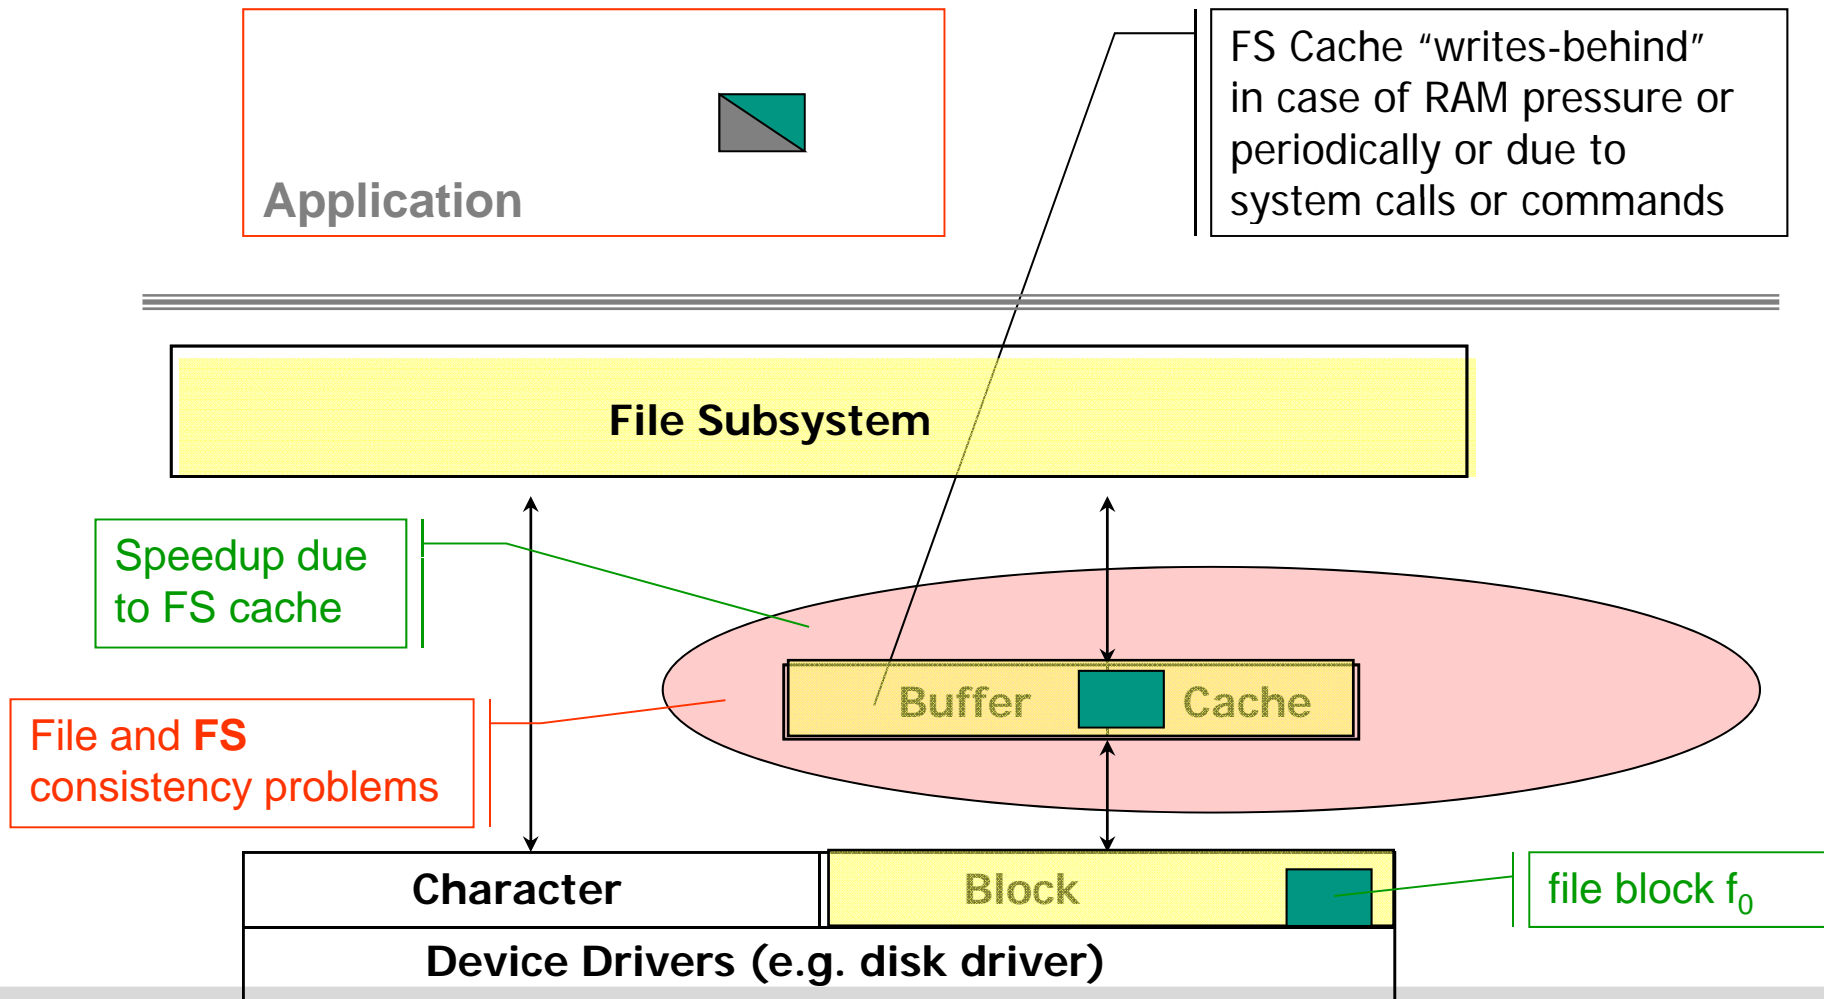 Application
FS Cache “writes-behind”
in case of RAM pressure or
periodically or due to
system calls or commands
File Subsystem
Speedup due
to FS cache
Buffer Cache
File and FS
consistency problems
Character
Block
file block f₀
Device Drivers (e.g. disk driver)